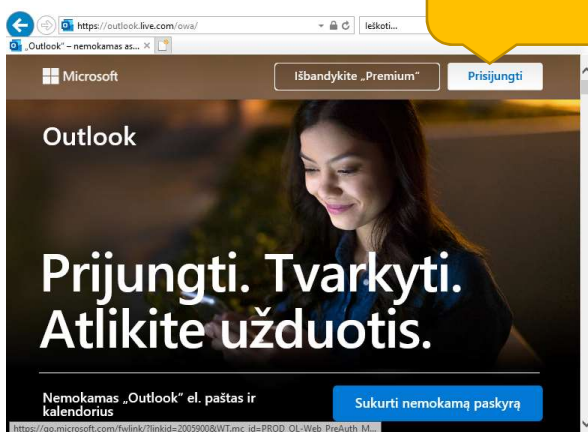 https://outlook.live.com/owa/
Ieškoti...
„Outlook“ – nemokamas as...
Microsoft
Išbandykite „Premium“
Prisijungti
Outlook
Prijungti. Tvarkyti.
Atlikite užduotis.
Nemokamas „Outlook“ el. paštas ir
kalendorius
Sukurti nemokamą paskyrą
https://go.microsoft.com/fwlink/?linkid=2005900&WT.mc_id=PROD_OL-Web_PreAuth_M...